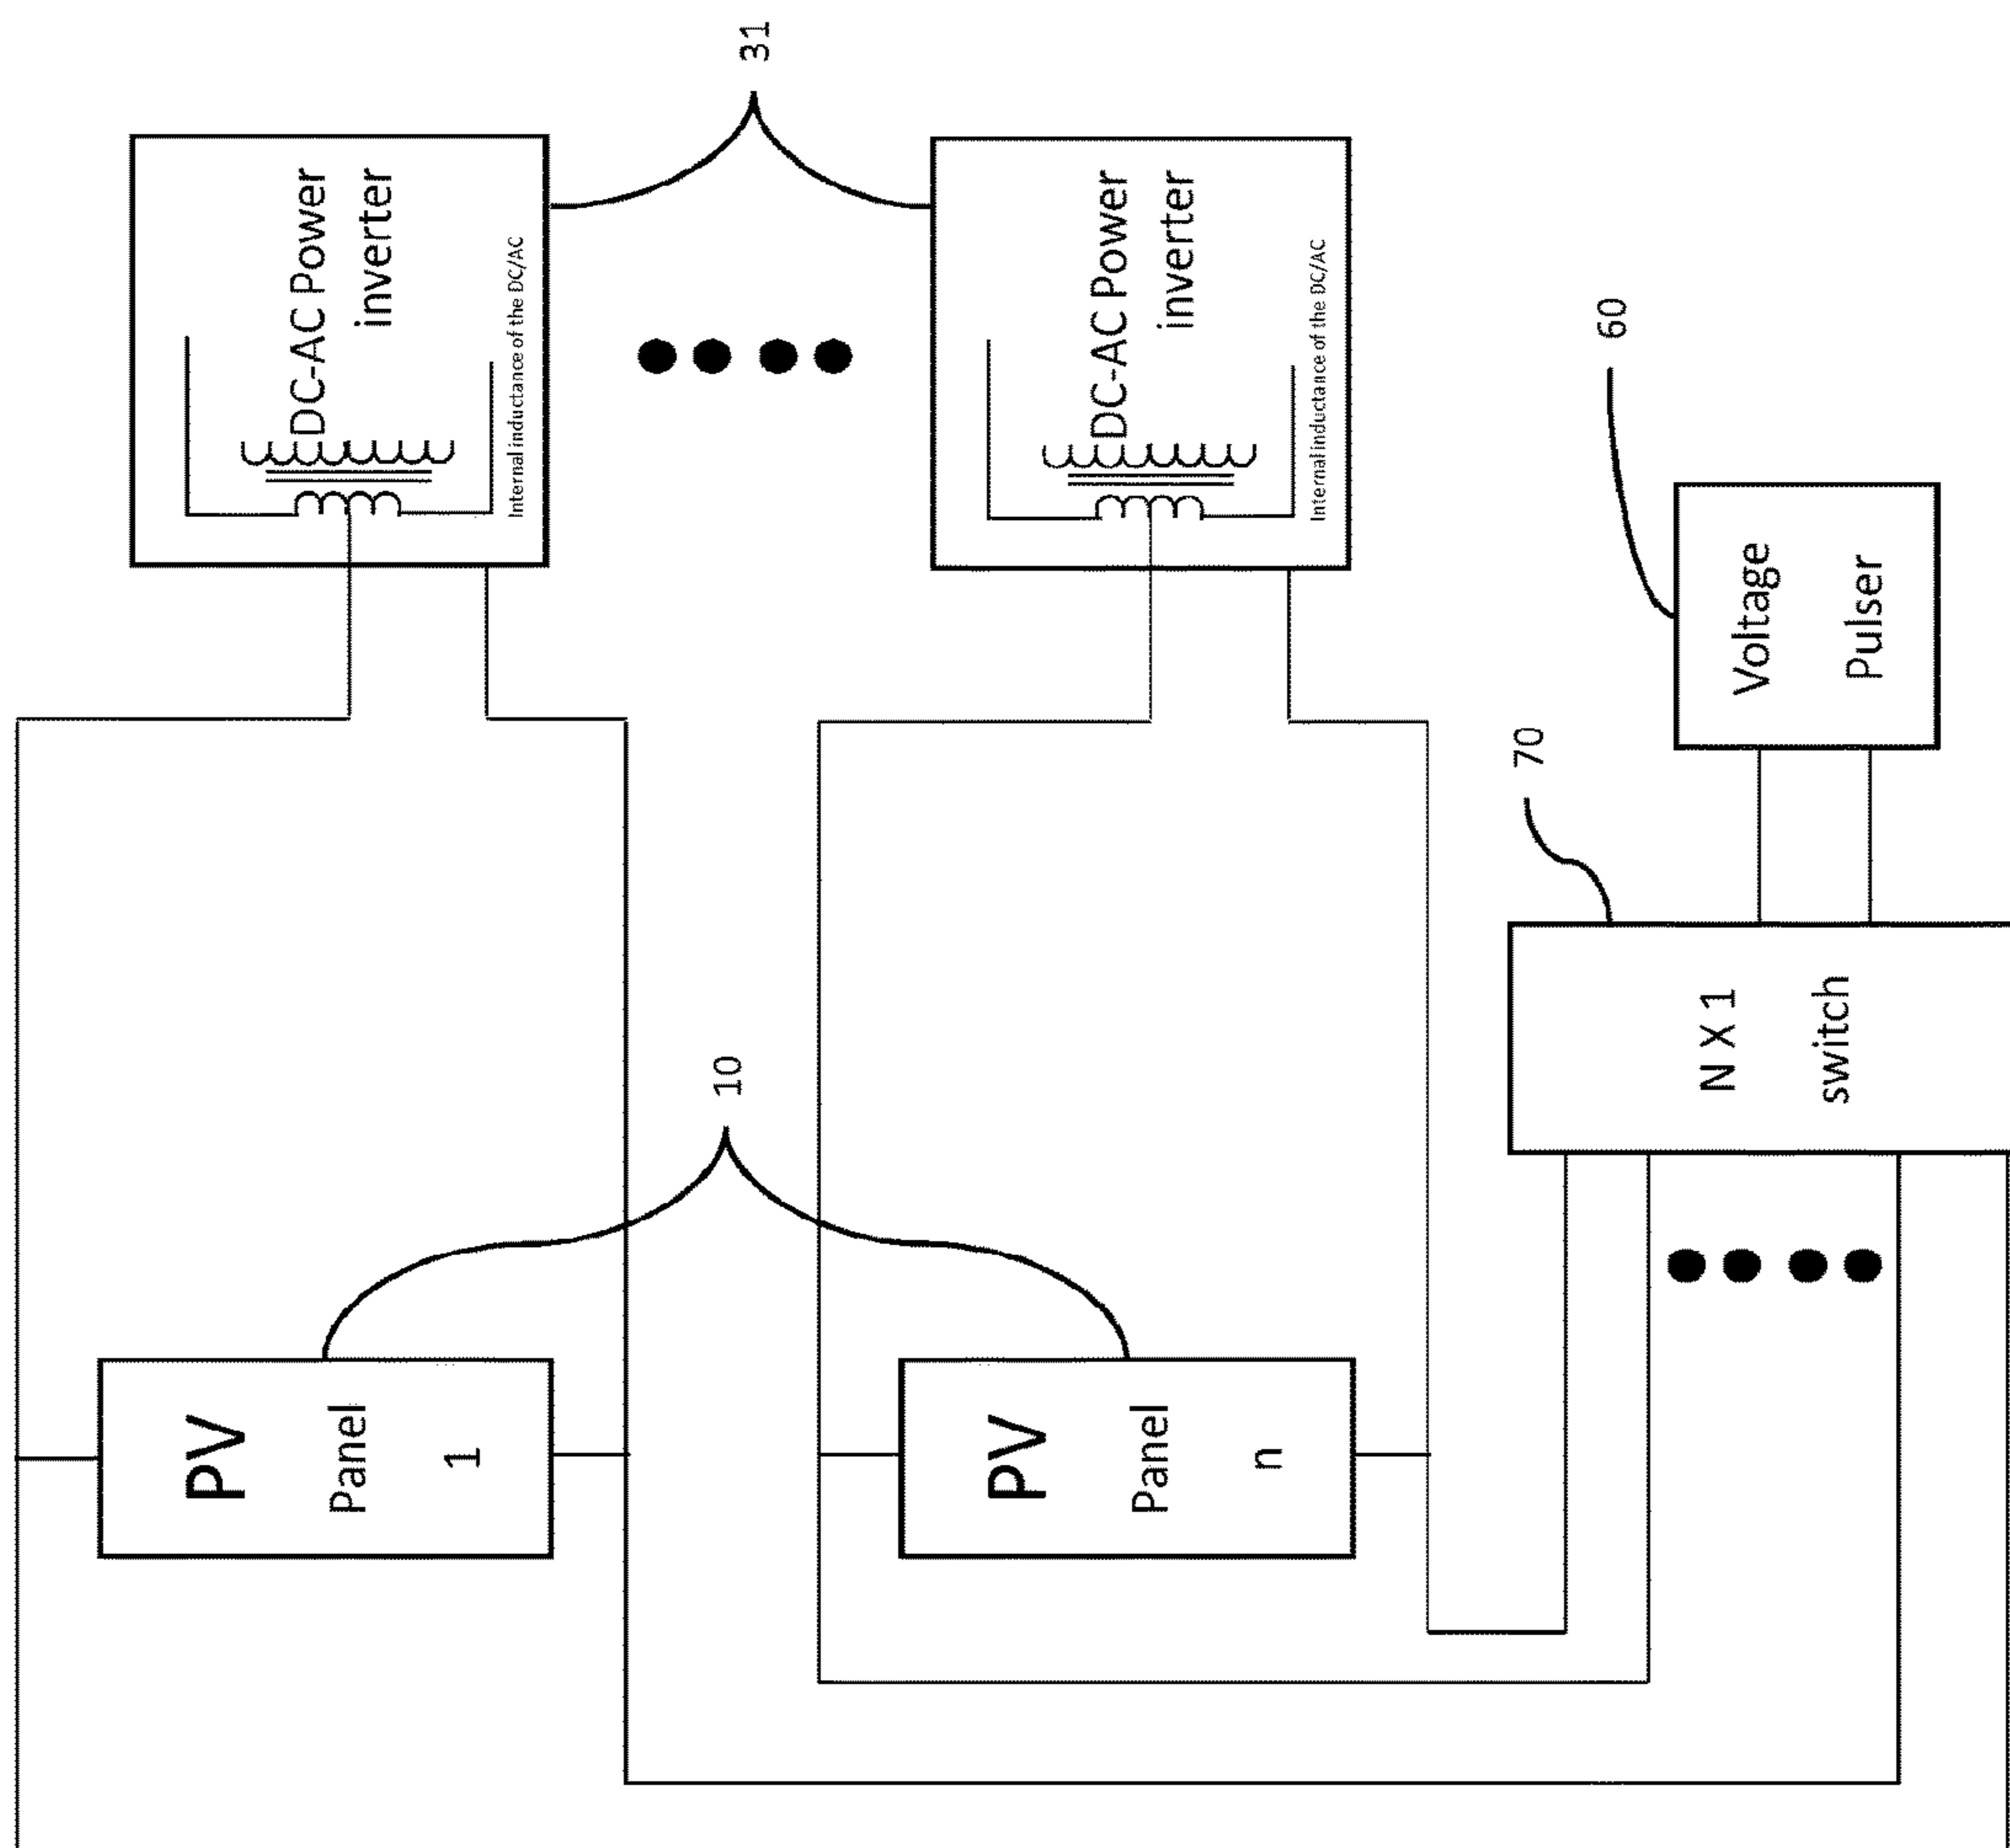 PV
Panel
1
10
PV
Panel
n
DC-AC Power
inverter
Internal inductance of the DC/AC
31
DC-AC Power
inverter
Internal inductance of the DC/AC
N X 1
switch
70
Voltage
Pulser
60